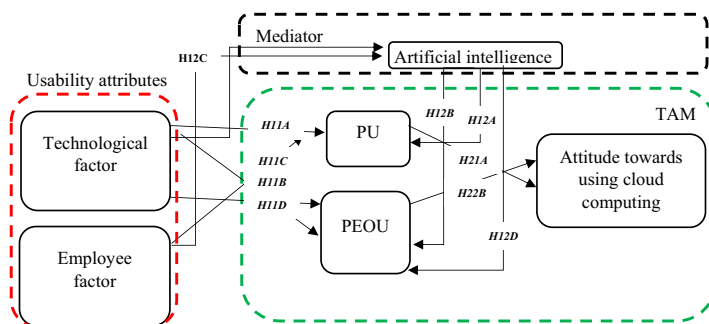 Mediator
H12C
Artificial intelligence
Usability attributes
H12B
H12A
TAM
H11A
Technological
factor
PU
H11C
H21A
Attitude towards
using cloud
computing
H11B
H22B
H11D
PEOU
H12D
Employee
factor